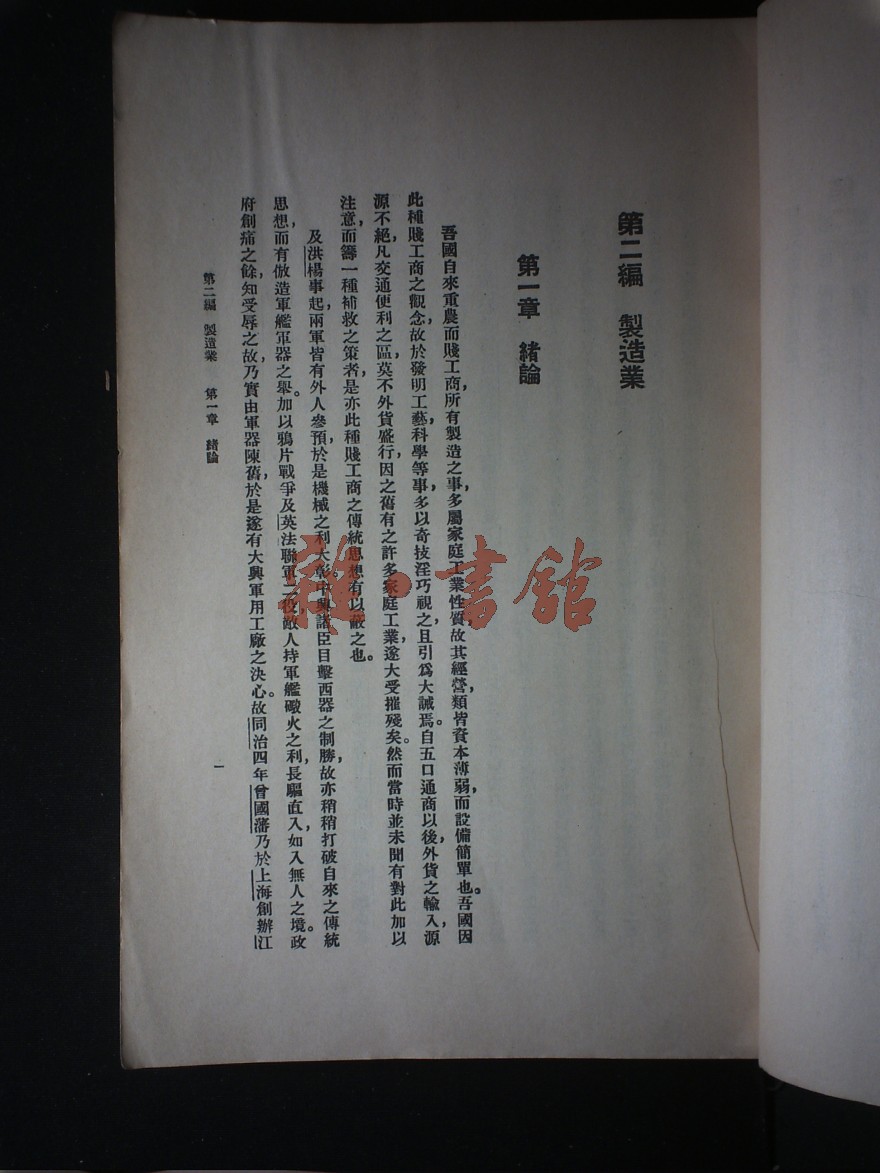 第二編　製造業
第一章　緒論
吾國自來重農而賤工商，所有製造之事，多屬家庭工業性質，故其經營類皆資本薄弱，而設備簡單也。吾國因
此種賤工商之觀念，故於發明工藝科學等事，多以奇技淫巧視之，且引爲大誡焉。自五口通商以後，外貨之輸入，源
源不絕，凡交通便利之區，莫不外貨盛行，因之舊有之許多家庭工業，遂大受摧殘矣。然而當時並未聞有對此加以
注意，而籌一種補救之策者，是亦此種賤工商之傳統思想有以蔽之也。
及洪楊事起，兩軍皆有外人參預，於是機械之利大彰，中興諸臣目擊西器之制勝，故亦稍稍打破自來之傳統
思想，而有倣造軍艦軍器之舉。加以鴉片戰爭及英法聯軍二役，敵人持軍艦礮火之利，長驅直入，如入無人之境。政
府創痛之餘，知受辱之故，乃實由軍器陳舊，於是遂有大興軍用工廠之決心。故同治四年曾國藩乃於上海創辦江
第二編　製造業　第一章　緒論
一
雜·書館